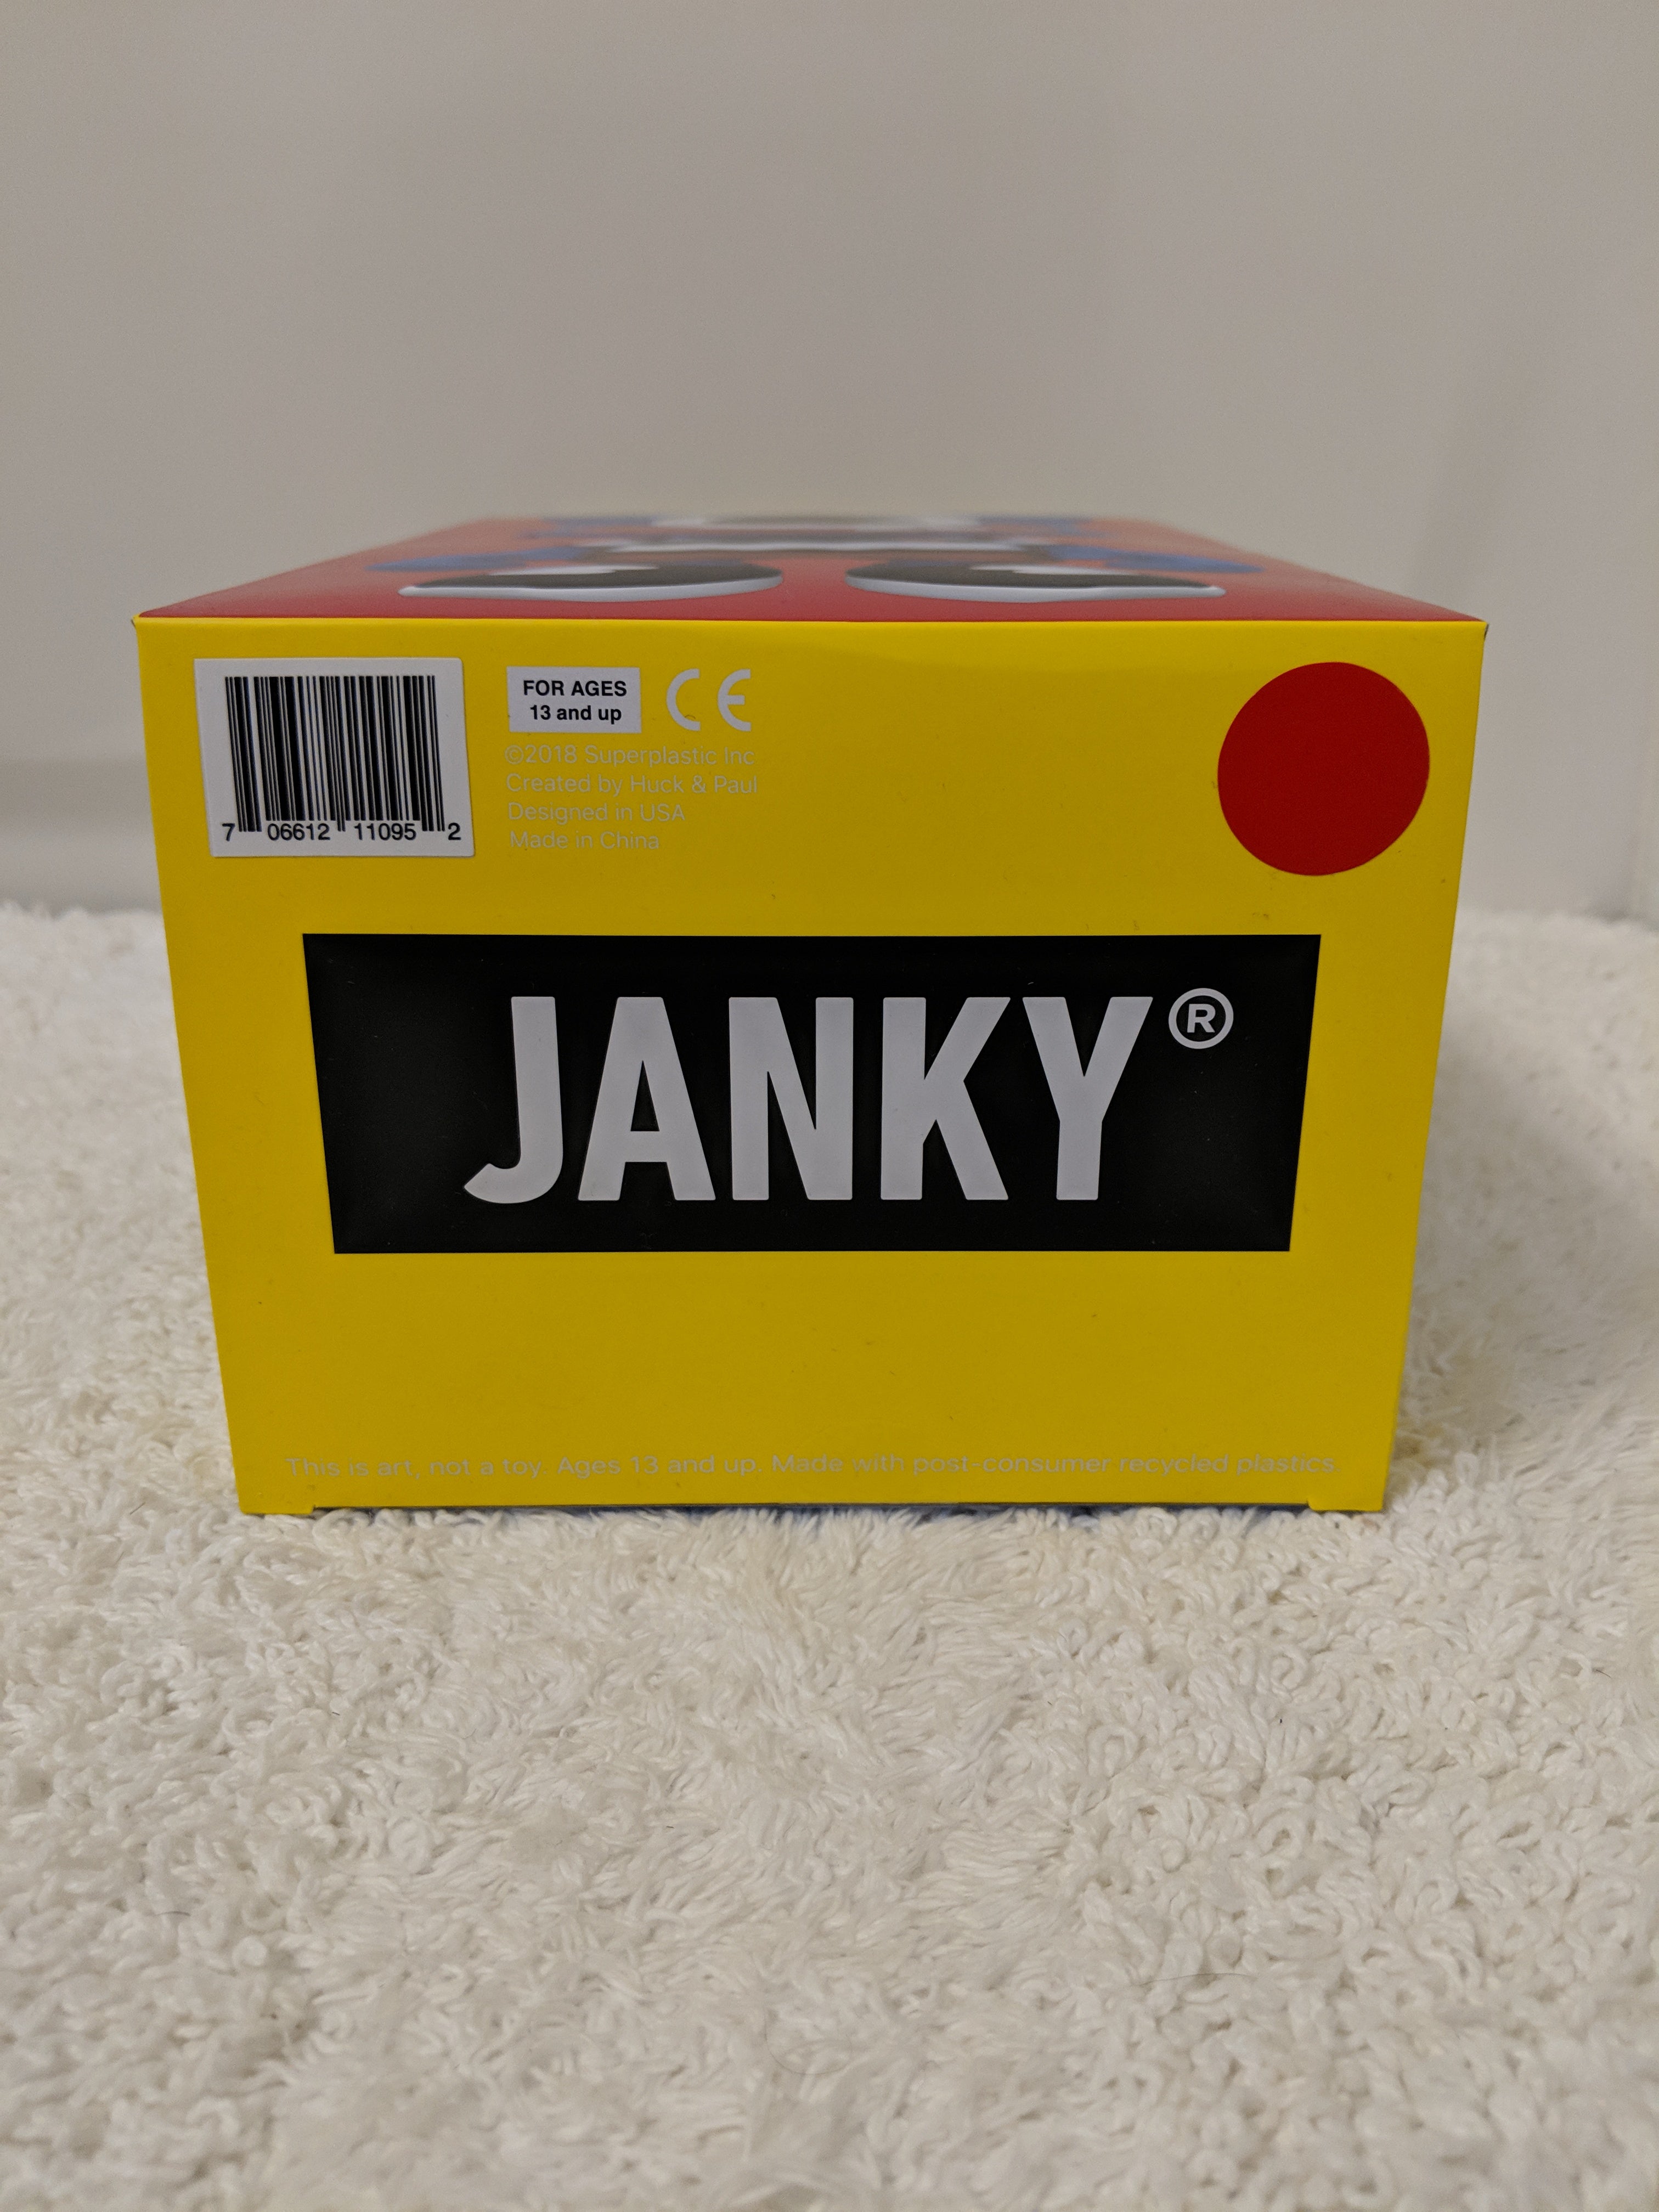 7 06612 11095 2
FOR AGES
13 and up
CE
©2018 Superplastic Inc
Created by Huck & Paul
Designed in USA
Made in China
JANKY®
This is art, not a toy. Ages 13 and up. Made with post-consumer recycled plastics.